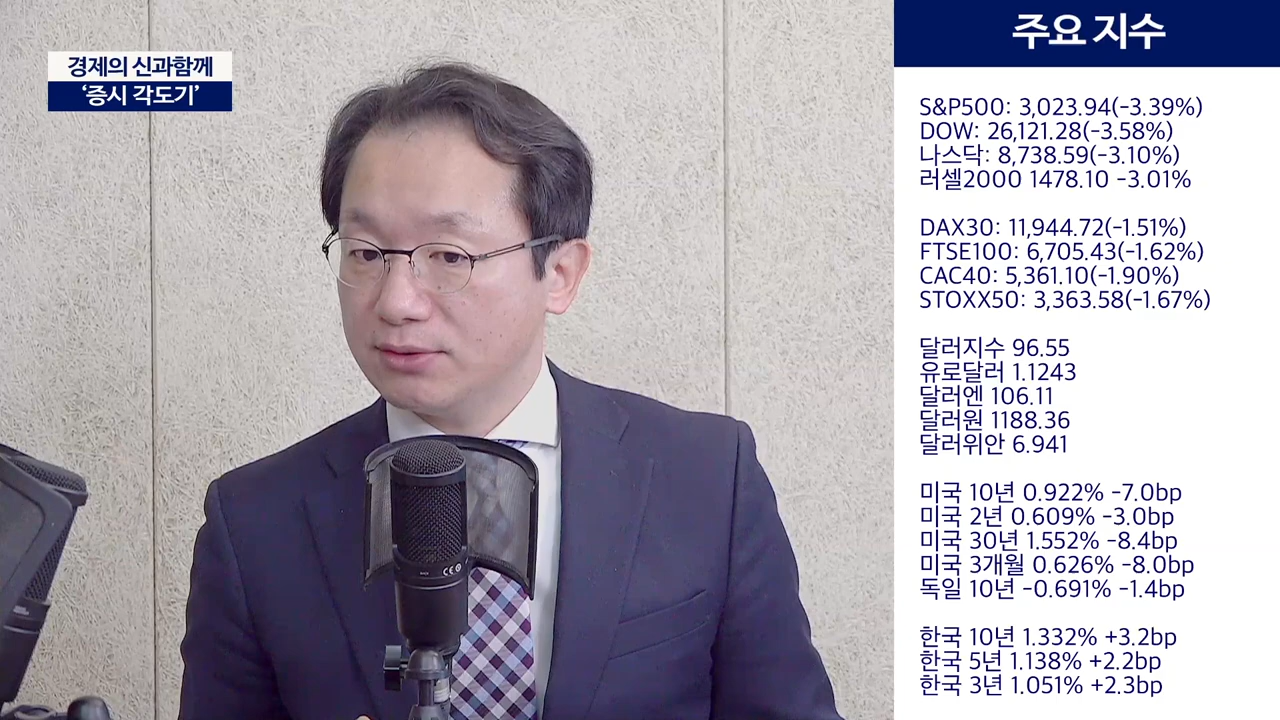 경제의 신과함께
‘증시 각도기’
주요 지수
S&P500: 3,023.94(-3.39%)
DOW: 26,121.28(-3.58%)
나스닥: 8,738.59(-3.10%)
러셀2000 1478.10 -3.01%
DAX30: 11,944.72(-1.51%)
FTSE100: 6,705.43(-1.62%)
CAC40: 5,361.10(-1.90%)
STOXX50: 3,363.58(-1.67%)
달러지수 96.55
유로달러 1.1243
달러엔 106.11
달러원 1188.36
달러위안 6.941
미국 10년 0.922% -7.0bp
미국 2년 0.609% -3.0bp
미국 30년 1.552% -8.4bp
미국 3개월 0.626% -8.0bp
독일 10년 -0.691% -1.4bp
한국 10년 1.332% +3.2bp
한국 5년 1.138% +2.2bp
한국 3년 1.051% +2.3bp